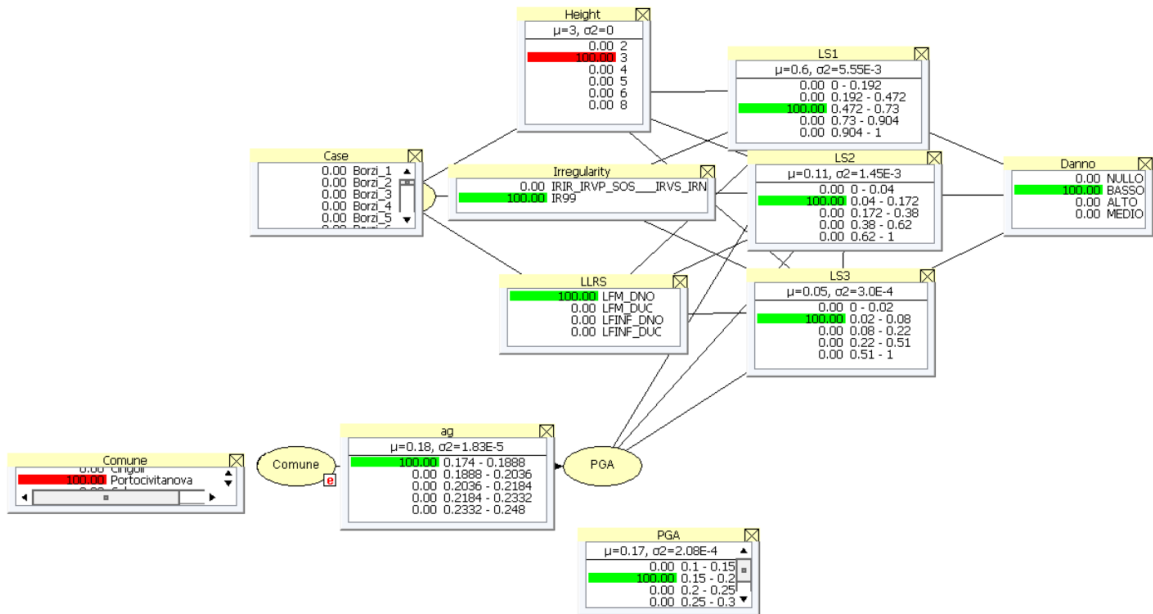 Height
μ=3, σ2=0
0.00 2
100.00 3
0.00 4
0.00 5
0.00 6
0.00 8
LS1
μ=0.6, σ2=5.55E-3
0.00 0 - 0.192
0.00 0.192 - 0.472
100.00 0.472 - 0.73
0.00 0.73 - 0.904
0.00 0.904 - 1
Case
0.00 Borzi_1
0.00 Borzi_2
0.00 Borzi_3
0.00 Borzi_4
0.00 Borzi_5
Irregularity
0.00 IRIR_IRVP_SOS___IRVS_IRN
100.00 IR99
LS2
μ=0.11, σ2=1.45E-3
0.00 0 - 0.04
100.00 0.04 - 0.172
0.00 0.172 - 0.38
0.00 0.38 - 0.62
0.00 0.62 - 1
Danno
0.00 NULLO
100.00 BASSO
0.00 ALTO
0.00 MEDIO
LLRS
100.00 LFM_DNO
0.00 LFM_DUC
0.00 LFINF_DNO
0.00 LFINF_DUC
LS3
μ=0.05, σ2=3.0E-4
0.00 0 - 0.02
100.00 0.02 - 0.08
0.00 0.08 - 0.22
0.00 0.22 - 0.51
0.00 0.51 - 1
Comune
0.00 Cingoli
100.00 Portocivitanova
Comune
e
ag
μ=0.18, σ2=1.83E-5
100.00 0.174 - 0.1888
0.00 0.1888 - 0.2036
0.00 0.2036 - 0.2184
0.00 0.2184 - 0.2332
0.00 0.2332 - 0.248
PGA
PGA
μ=0.17, σ2=2.08E-4
0.00 0.1 - 0.15
100.00 0.15 - 0.2
0.00 0.2 - 0.25
0.00 0.25 - 0.3